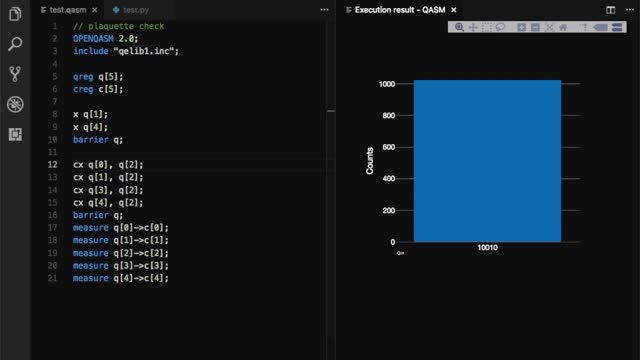 test.qasm
test.py
Execution result - QASM
1 // plaquette check
2 OPENQASM 2.0;
3 include "qelib1.inc";
4
5 qreg q[5];
6 creg c[5];
7
8 x q[1];
9 x q[4];
10 barrier q;
11
12 cx q[0], q[2];
13 cx q[1], q[2];
14 cx q[3], q[2];
15 cx q[4], q[2];
16 barrier q;
17 measure q[0]->c[0];
18 measure q[1]->c[1];
19 measure q[2]->c[2];
20 measure q[3]->c[3];
21 measure q[4]->c[4];
1000
800
600
400
200
0
Counts
10010